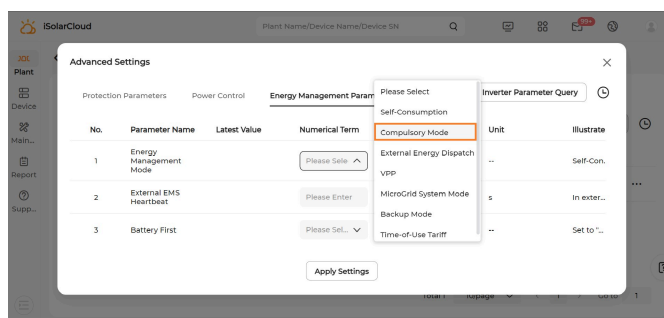 iSolarCloud
Plant Name/Device Name/Device SN
99+
JOL
Plant
Device
Main...
Report
Supp...
Advanced Settings
Protection Parameters Power Control Energy Management Param Inverter Parameter Query
No. Parameter Name Latest Value Numerical Term Unit Illustrate
1 Energy Management Mode Please Sele -- Self-Con.
2 External EMS Heartbeat Please Enter s In exter...
3 Battery First Please Sel... -- Set to "...
Please Select
Self-Consumption
Compulsory Mode
External Energy Dispatch
VPP
MicroGrid System Mode
Backup Mode
Time-of-Use Tariff
Apply Settings
Total 1 10/page 1 Go to 1